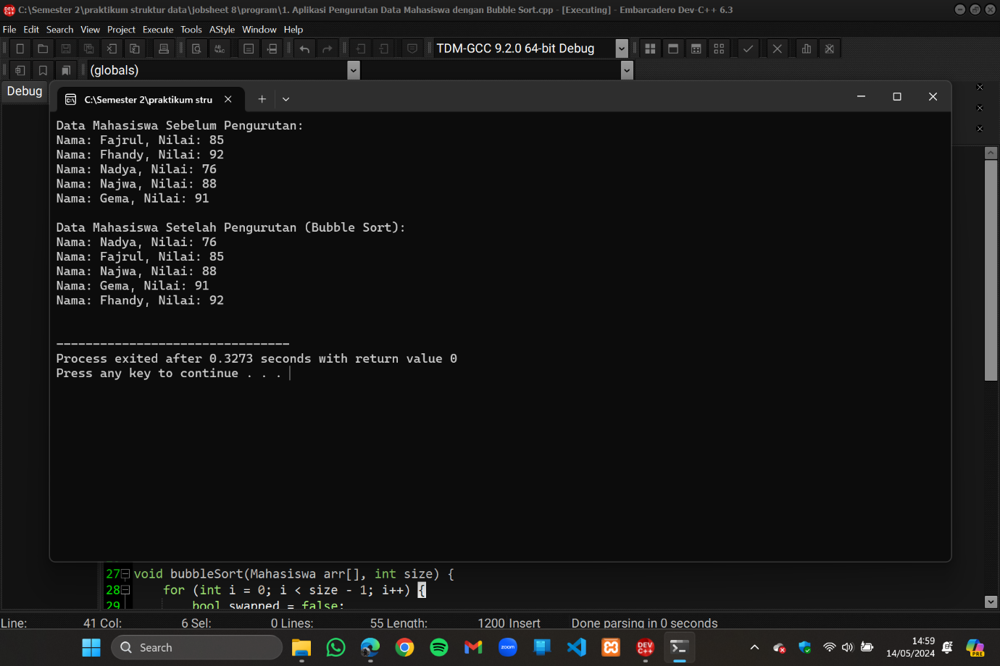 C:\Semester 2\praktikum struktur data\jobsheet 8\program\1. Aplikasi Pengurutan Data Mahasiswa dengan Bubble Sort.cpp - [Executing] - Embarcadero Dev-C++ 6.3
File Edit Search View Project Execute Tools AStyle Window Help
TDM-GCC 9.2.0 64-bit Debug
(globals)
Debug
C:\Semester 2\praktikum stru
Data Mahasiswa Sebelum Pengurutan:
Nama: Fajrul, Nilai: 85
Nama: Fhandy, Nilai: 92
Nama: Nadya, Nilai: 76
Nama: Najwa, Nilai: 88
Nama: Gema, Nilai: 91
Data Mahasiswa Setelah Pengurutan (Bubble Sort):
Nama: Nadya, Nilai: 76
Nama: Fajrul, Nilai: 85
Nama: Najwa, Nilai: 88
Nama: Gema, Nilai: 91
Nama: Fhandy, Nilai: 92
--------------------------------
Process exited after 0.3273 seconds with return value 0
Press any key to continue . . .
27 void bubbleSort(Mahasiswa arr[], int size) {
28 for (int i = 0; i < size - 1; i++) {
29 bool swapped = false;
Line: 41 Col: 6 Sel: 0 Lines: 55 Length: 1200 Insert Done parsing in 0 seconds
Search
zoom
DEV C++
PRE
14:59
14/05/2024